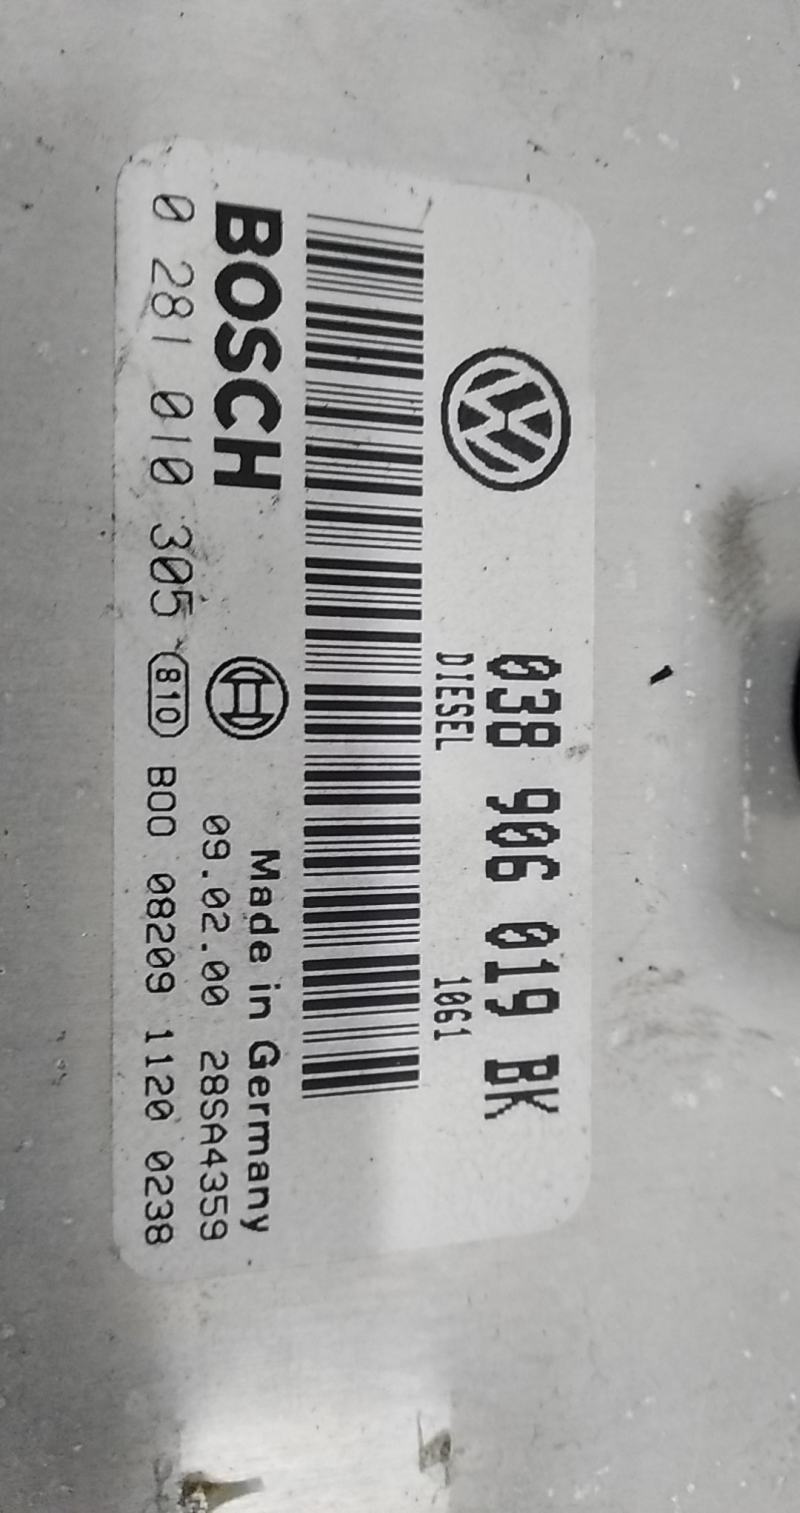 038 906 019 BK
DIESEL 1061
BOSCH Made in Germany
09.02.00 28SA4359
0 281 010 305 810 B00 08209 1120 0238